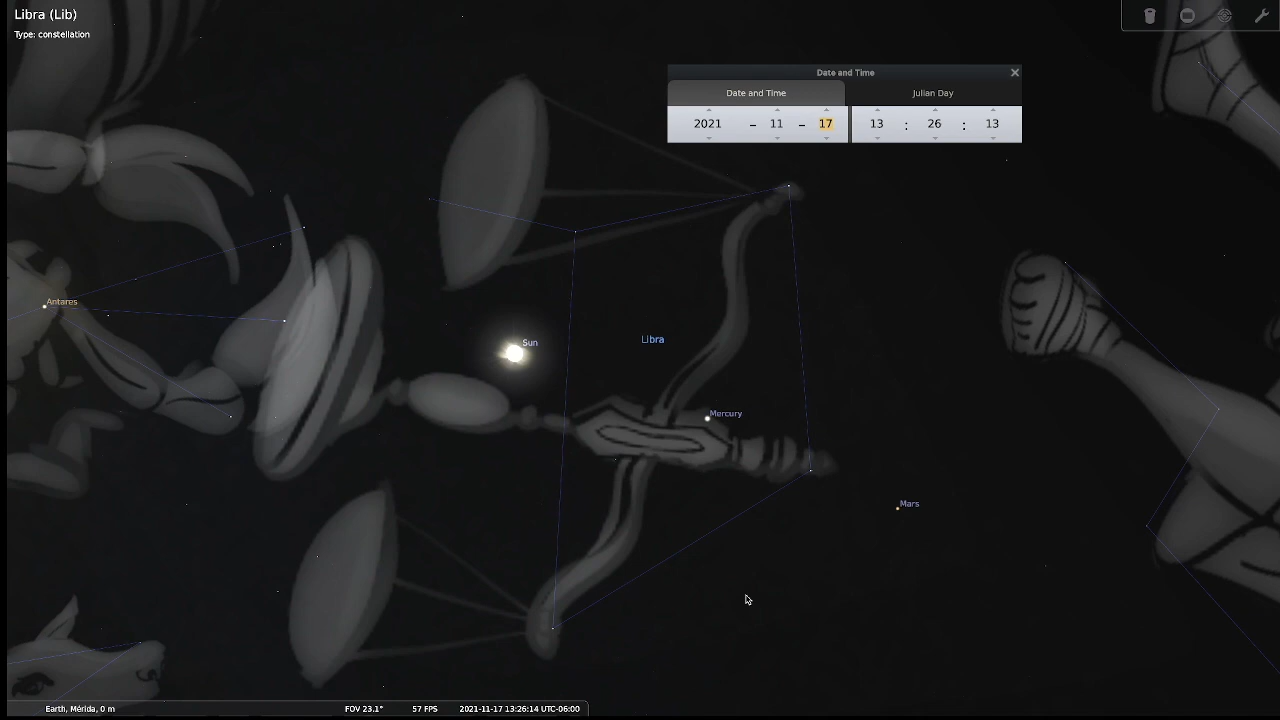 Libra (Lib)
Type: constellation
Date and Time
Date and Time
Julian Day
2021 – 11 – 17
13 : 26 : 13
Antares
Sun
Libra
Mercury
Mars
Earth, Mérida, 0 m
FOV 23.1°
57 FPS
2021-11-17 13:26:14 UTC-06:00